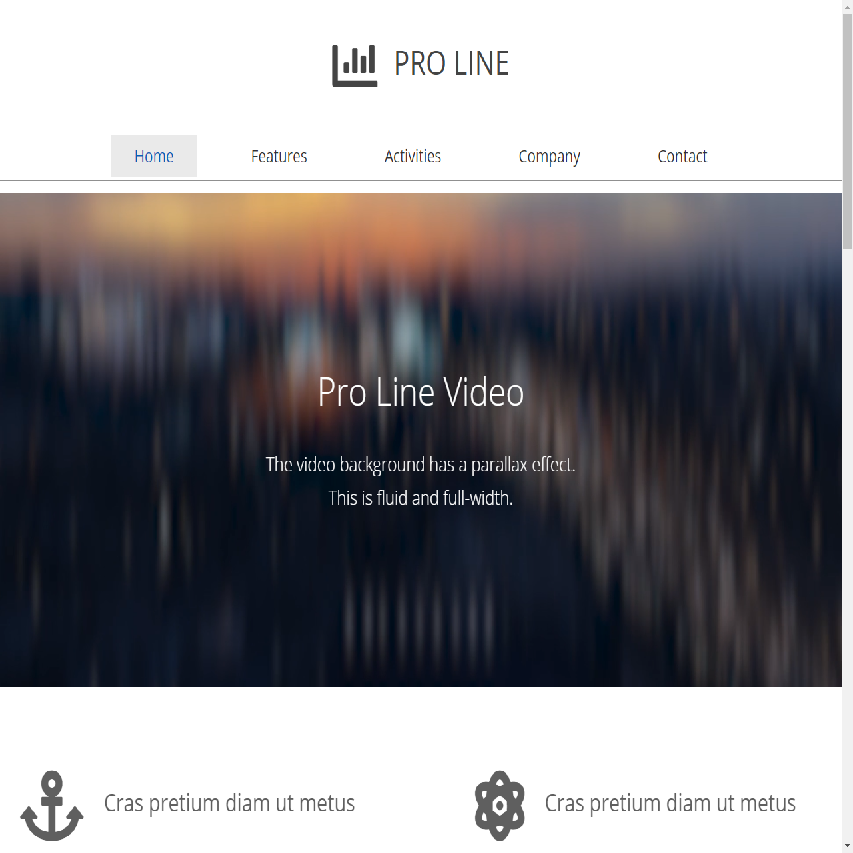 PRO LINE
Home Features Activities Company Contact
Pro Line Video
The video background has a parallax effect.
This is fluid and full-width.
Cras pretium diam ut metus
Cras pretium diam ut metus